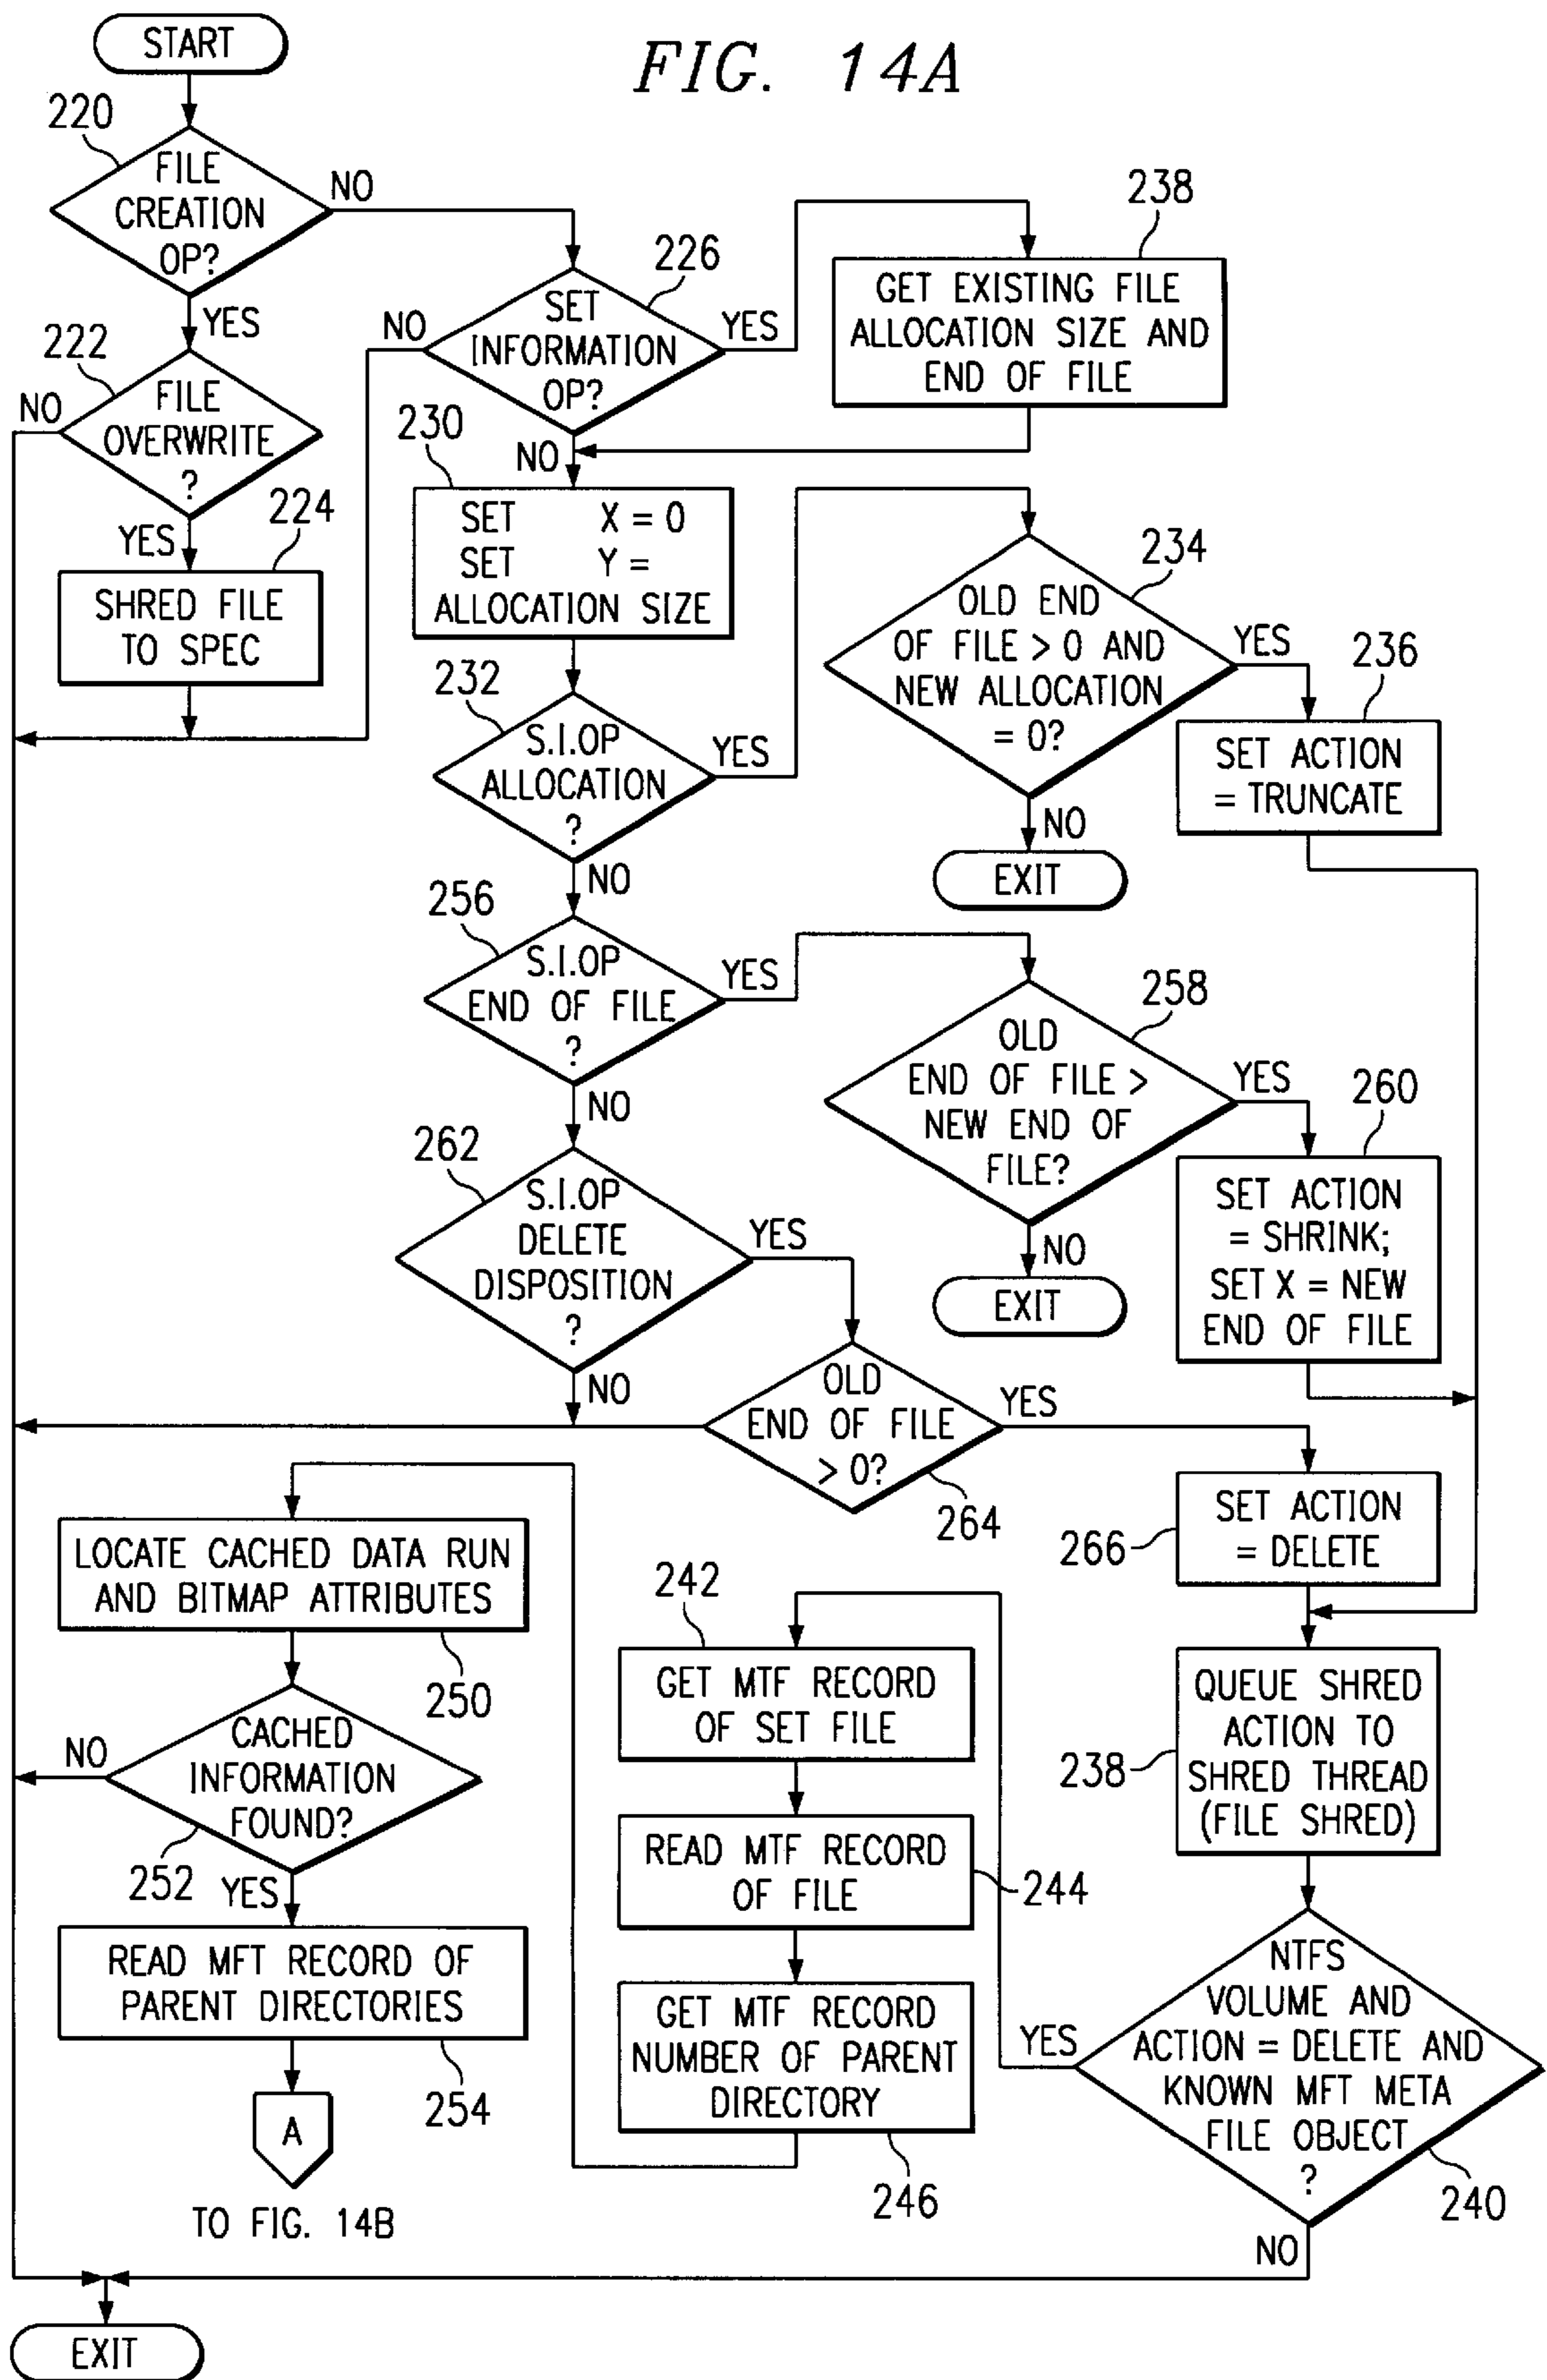 FIG. 14A
START
220
FILE
CREATION
OP?
NO
YES
222
FILE
OVERWRITE
?
NO
YES
224
SHRED FILE
TO SPEC
226
SET
INFORMATION
OP?
NO
YES
NO
238
GET EXISTING FILE
ALLOCATION SIZE AND
END OF FILE
230
SET X = 0
SET Y =
ALLOCATION SIZE
232
S.I.OP
ALLOCATION
?
YES
NO
234
OLD END
OF FILE > 0 AND
NEW ALLOCATION
= 0?
YES
NO
EXIT
236
SET ACTION
= TRUNCATE
256
S.I.OP
END OF FILE
?
YES
NO
258
OLD
END OF FILE >
NEW END OF
FILE?
YES
NO
EXIT
260
SET ACTION
= SHRINK;
SET X = NEW
END OF FILE
262
S.I.OP
DELETE
DISPOSITION
?
YES
NO
OLD
END OF FILE
> 0?
264
YES
266
SET ACTION
= DELETE
238
QUEUE SHRED
ACTION TO
SHRED THREAD
(FILE SHRED)
NTFS
VOLUME AND
ACTION = DELETE AND
KNOWN MFT META
FILE OBJECT
?
240
YES
NO
242
GET MTF RECORD
OF SET FILE
READ MTF RECORD
OF FILE
244
GET MTF RECORD
NUMBER OF PARENT
DIRECTORY
246
LOCATE CACHED DATA RUN
AND BITMAP ATTRIBUTES
250
CACHED
INFORMATION
FOUND?
NO
252
YES
READ MFT RECORD OF
PARENT DIRECTORIES
254
A
TO FIG. 14B
EXIT